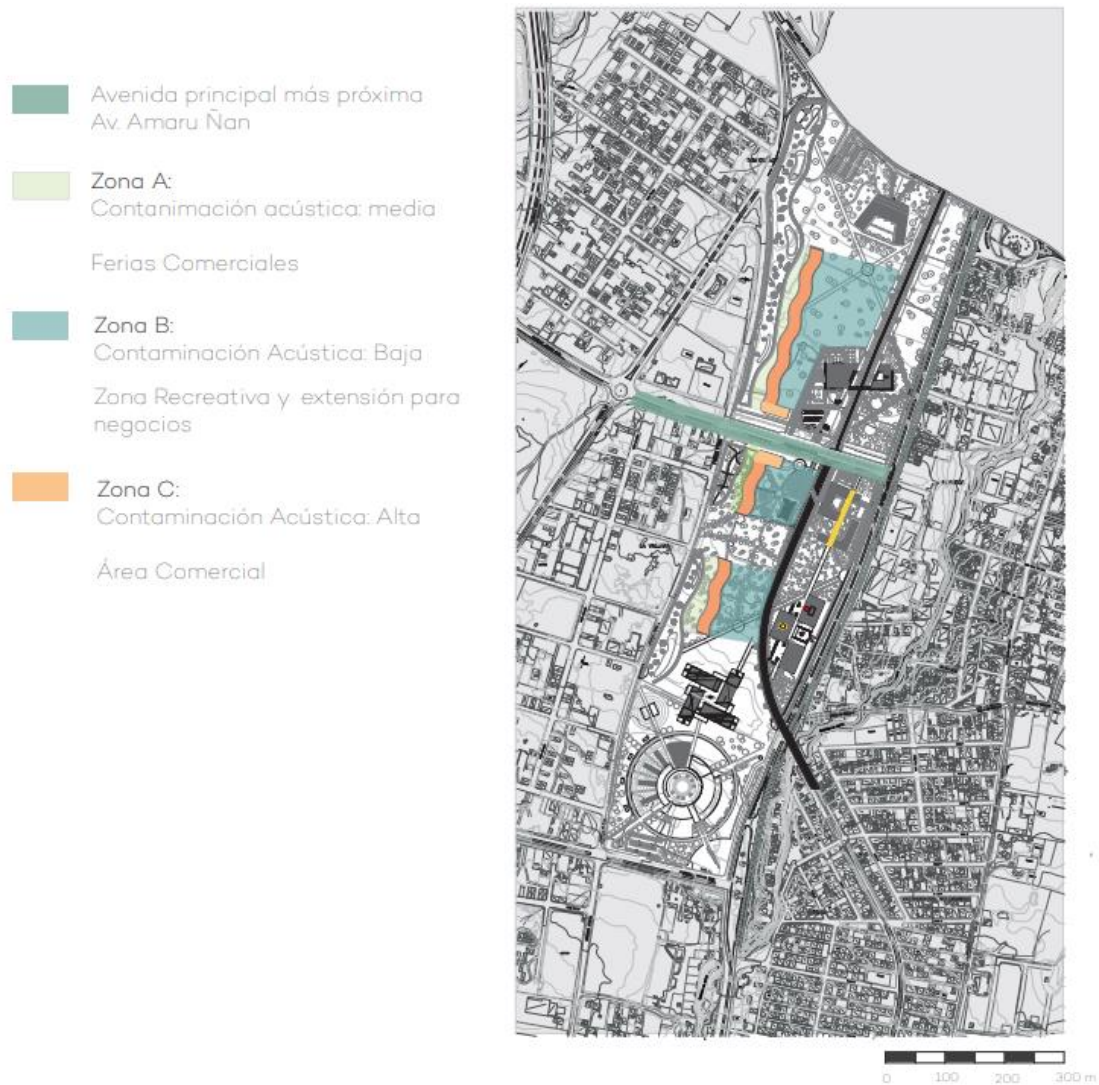 Avenida principal más próxima
Av. Amaru Ñan
Zona A:
Contanimación acústica: media
Ferias Comerciales
Zona B:
Contaminación Acústica: Baja
Zona Recreativa y extensión para
negocios
Zona C:
Contaminación Acústica: Alta
Área Comercial
0 100 200 300 m